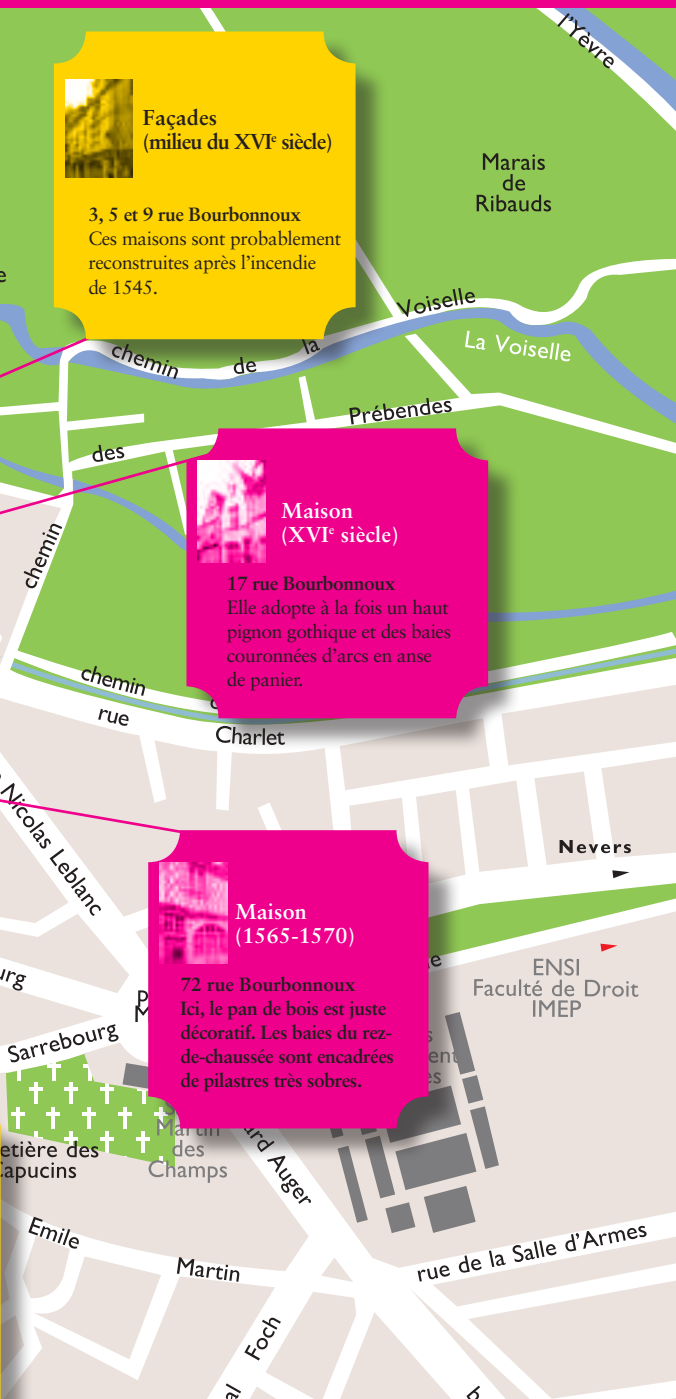 l'Yèvre
Façades
(milieu du XVIe siècle)
Marais
de
Ribauds
3, 5 et 9 rue Bourbonnoux
Ces maisons sont probablement
reconstruites après l'incendie
de 1545.
chemin de la Voiselle
La Voiselle
des Prébendes
Maison
(XVIe siècle)
17 rue Bourbonnoux
Elle adopte à la fois un haut
pignon gothique et des baies
couronnées d'arcs en anse
de panier.
chemin
chemin
rue Charlet
Nicolas Leblanc
Nevers
Maison
(1565-1570)
72 rue Bourbonnoux
Ici, le pan de bois est juste
décoratif. Les baies du rez-
de-chaussée sont encadrées
de pilastres très sobres.
ENSI
Faculté de Droit
IMEP
Sarrebourg
Martin
des
Champs
etière des
apucins
Auger
Emile Martin
rue de la Salle d'Armes
Foch